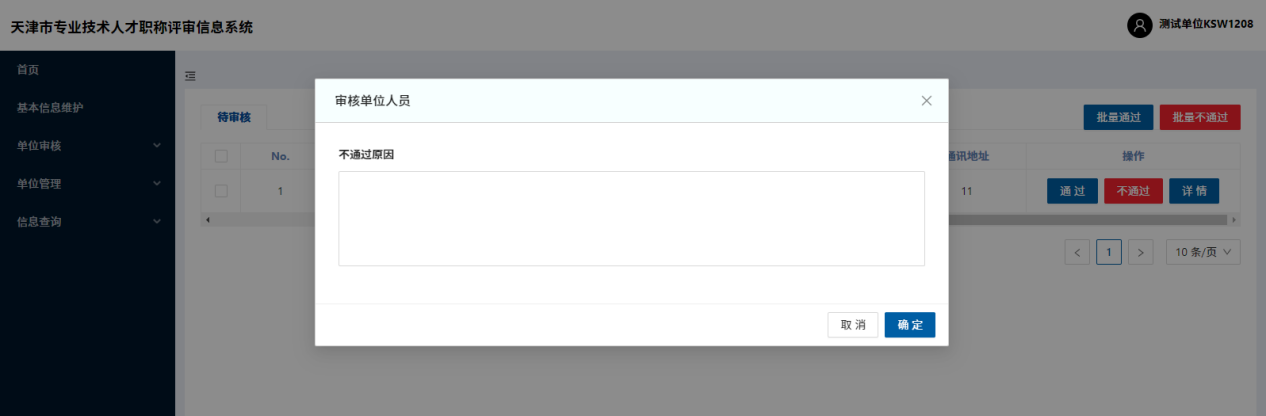 天津市专业技术人才职称评审信息系统
测试单位KSW1208
首页
基本信息维护
单位审核
单位管理
信息查询
待审核
批量通过 批量不通过
No. 通讯地址 操作
1 11 通过 不通过 详情
< 1 > 10 条/页
审核单位人员
不通过原因
取消 确定